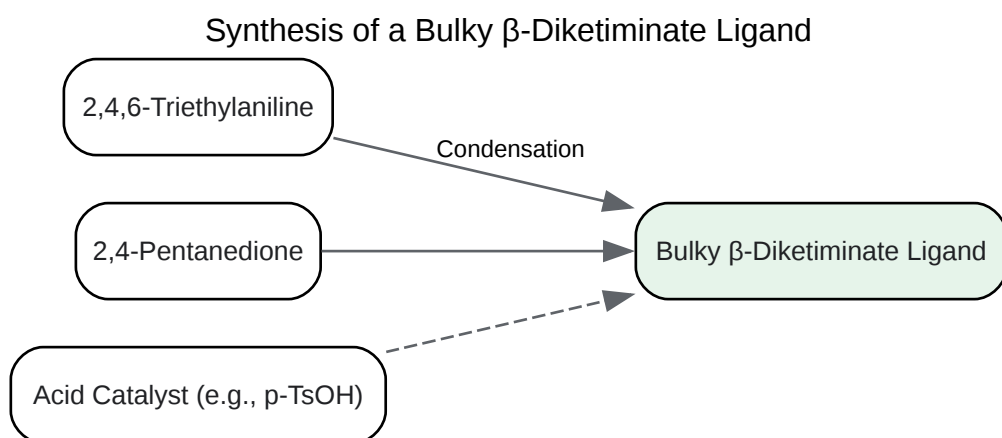 Synthesis of a Bulky β-Diketiminate Ligand
2,4,6-Triethylaniline
Condensation
2,4-Pentanedione
Bulky β-Diketiminate Ligand
Acid Catalyst (e.g., p-TsOH)